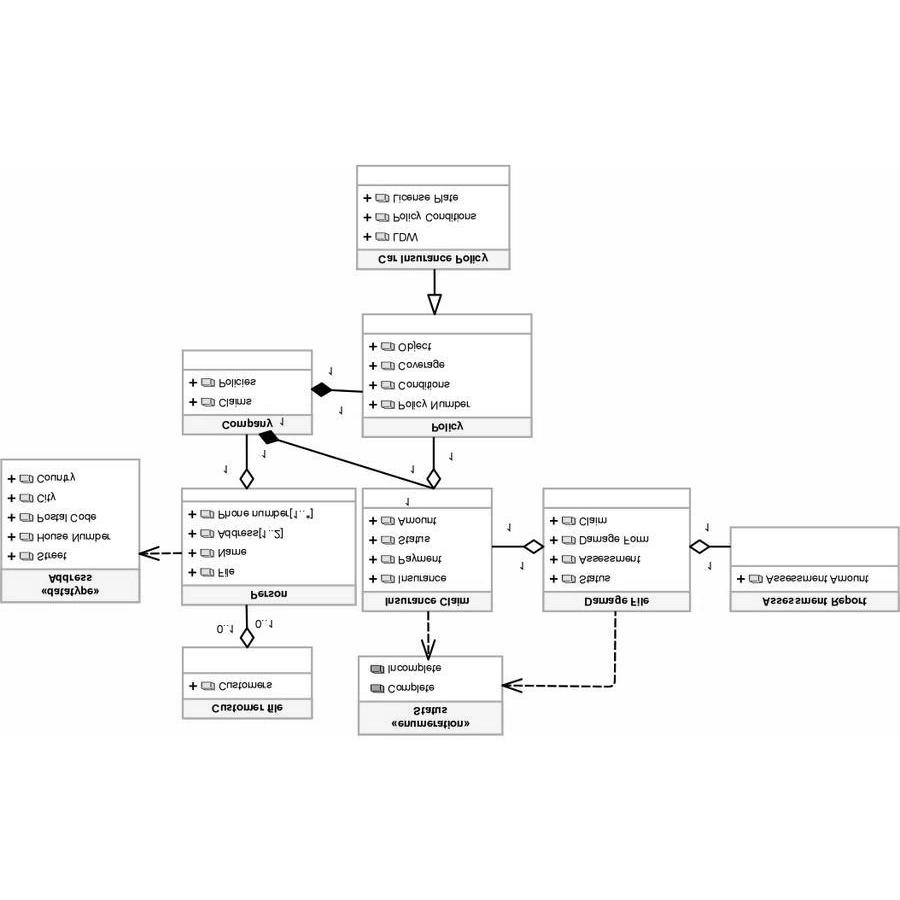 «enumeration»
Status
Complete
Incomplete
Customer file
+ Customers
0..1
0..1
Person
+ File
+ Name
+ Address[1..2]
+ Phone number[1..*]
«datatype»
Address
+ Street
+ House Number
+ Postal Code
+ City
+ Country
Insurance Claim
+ Insurance
+ Payment
+ Status
+ Amount
1
Damage File
+ Status
+ Assessment
+ Damage Form
+ Claim
1
1
Assessment Report
+ Assessment Amount
1
1
1
1
1
1
1
Company
1
+ Claims
+ Policies
Policy
+ Policy Number
+ Conditions
+ Coverage
+ Object
1
1
Car Insurance Policy
+ LDW
+ Policy Conditions
+ License Plate